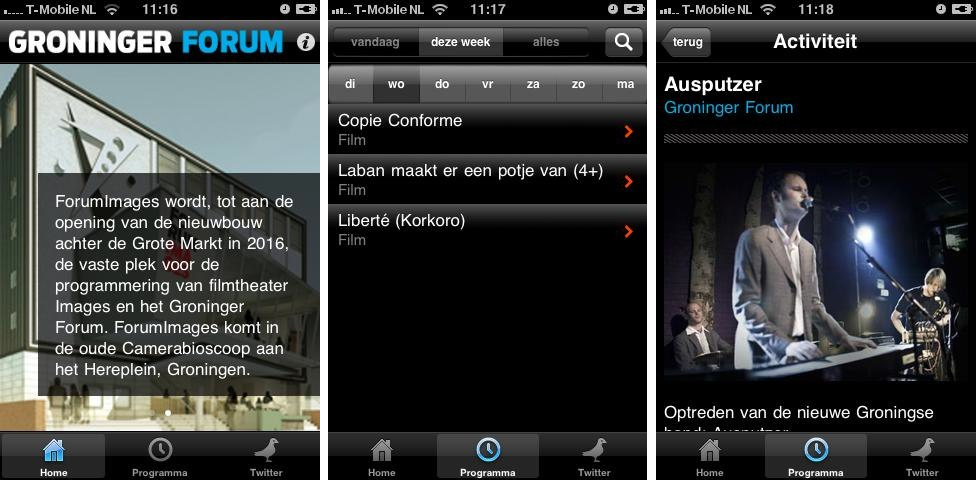 T-Mobile NL 11:16
GRONINGER FORUM
ForumImages wordt, tot aan de
opening van de nieuwbouw
achter de Grote Markt in 2016,
de vaste plek voor de
programmering van filmtheater
Images en het Groninger
Forum. ForumImages komt in
de oude Camerabioscoop aan
het Hereplein, Groningen.
Home Programma Twitter
T-Mobile NL 11:17
vandaag deze week alles
di wo do vr za zo ma
Copie Conforme
Film
Laban maakt er een potje van (4+)
Film
Liberté (Korkoro)
Film
Home Programma Twitter
T-Mobile NL 11:18
terug Activiteit
Ausputzer
Groninger Forum
Optreden van de nieuwe Groningse
band: Ausputzer
Home Programma Twitter